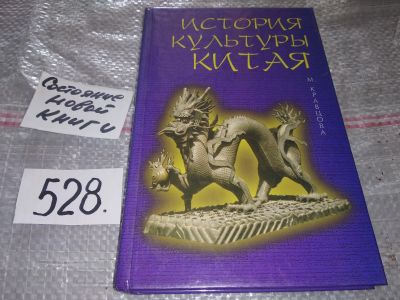 ИСТОРИЯ
КУЛЬТУРЫ
КИТАЯ
М. КРАВЦОВА
Состояние
новой
книги
528.